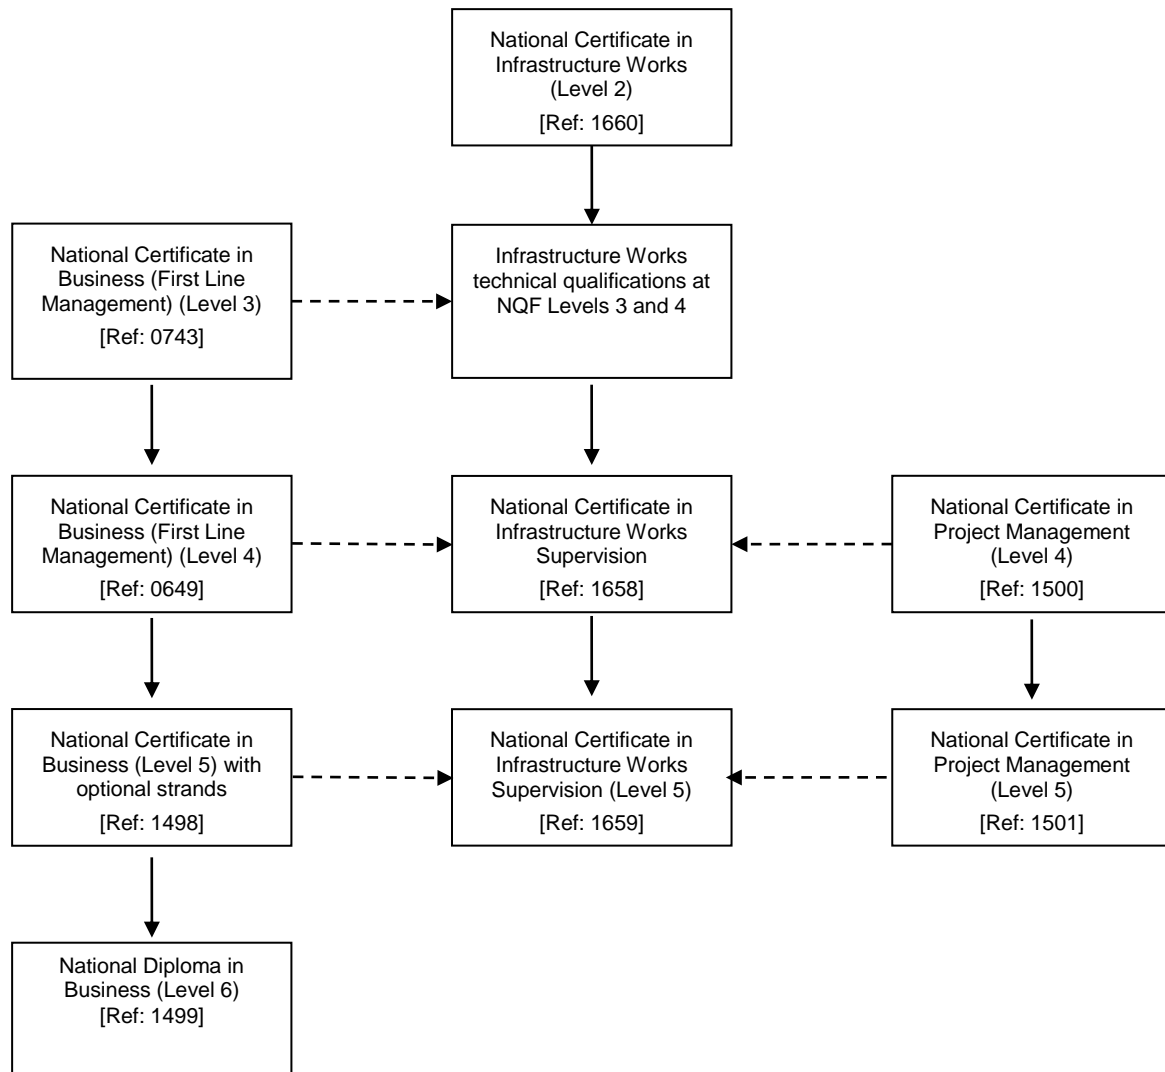 National Certificate in
Infrastructure Works
(Level 2)
[Ref: 1660]
National Certificate in
Business (First Line
Management) (Level 3)
[Ref: 0743]
Infrastructure Works
technical qualifications at
NQF Levels 3 and 4
National Certificate in
Business (First Line
Management) (Level 4)
[Ref: 0649]
National Certificate in
Infrastructure Works
Supervision
[Ref: 1658]
National Certificate in
Project Management
(Level 4)
[Ref: 1500]
National Certificate in
Business (Level 5) with
optional strands
[Ref: 1498]
National Certificate in
Infrastructure Works
Supervision (Level 5)
[Ref: 1659]
National Certificate in
Project Management
(Level 5)
[Ref: 1501]
National Diploma in
Business (Level 6)
[Ref: 1499]